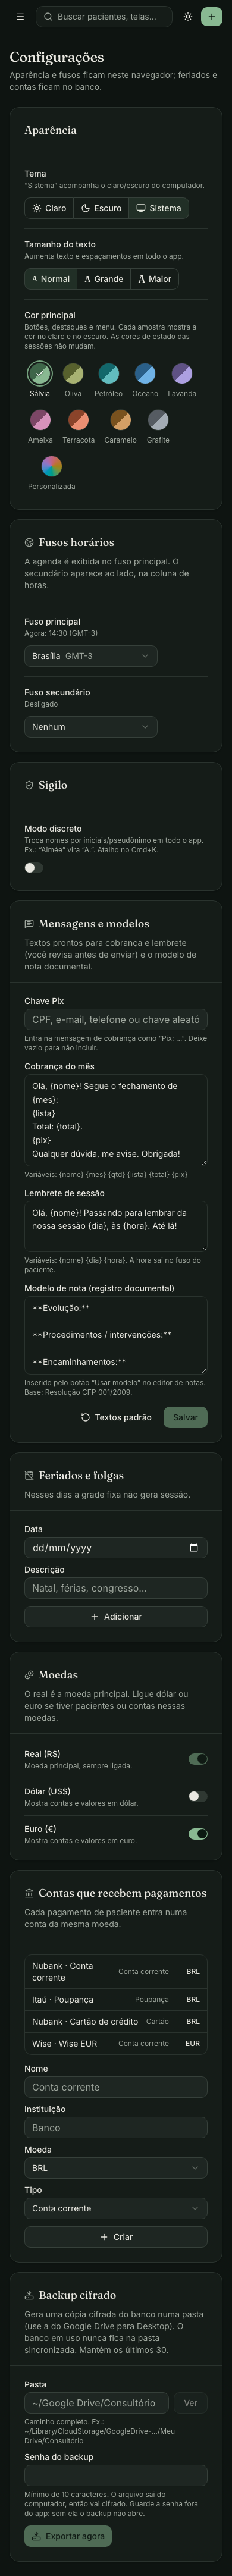 Buscar pacientes, telas...
Configurações
Aparência e fusos ficam neste navegador; feriados e
contas ficam no banco.
Aparência
Tema
“Sistema” acompanha o claro/escuro do computador.
Claro
Escuro
Sistema
Tamanho do texto
Aumenta texto e espaçamentos em todo o app.
A Normal
A Grande
A Maior
Cor principal
Botões, destaques e menu. Cada amostra mostra a
cor no claro e no escuro. As cores de estado das
sessões não mudam.
Sálvia
Oliva
Petróleo
Oceano
Lavanda
Ameixa
Terracota
Caramelo
Grafite
Personalizada
Fusos horários
A agenda é exibida no fuso principal. O
secundário aparece ao lado, na coluna de
horas.
Fuso principal
Agora: 14:30 (GMT-3)
Brasília GMT-3
Fuso secundário
Desligado
Nenhum
Sigilo
Modo discreto
Troca nomes por iniciais/pseudônimo em todo o app.
Ex.: “Aimée” vira “A.”. Atalho no Cmd+K.
Mensagens e modelos
Textos prontos para cobrança e lembrete
(você revisa antes de enviar) e o modelo de
nota documental.
Chave Pix
CPF, e-mail, telefone ou chave aleató
Entra na mensagem de cobrança como “Pix: ...”. Deixe
vazio para não incluir.
Cobrança do mês
Olá, {nome}! Segue o fechamento de
{mes}:
{lista}
Total: {total}.
{pix}
Qualquer dúvida, me avise. Obrigada!
Variáveis: {nome} {mes} {qtd} {lista} {total} {pix}
Lembrete de sessão
Olá, {nome}! Passando para lembrar da
nossa sessão {dia}, às {hora}. Até lá!
Variáveis: {nome} {dia} {hora}. A hora sai no fuso do
paciente.
Modelo de nota (registro documental)
**Evolução:**
**Procedimentos / intervenções:**
**Encaminhamentos:**
Inserido pelo botão “Usar modelo” no editor de notas.
Base: Resolução CFP 001/2009.
Textos padrão
Salvar
Feriados e folgas
Nesses dias a grade fixa não gera sessão.
Data
dd/mm/yyyy
Descrição
Natal, férias, congresso...
Adicionar
Moedas
O real é a moeda principal. Ligue dólar ou
euro se tiver pacientes ou contas nessas
moedas.
Real (R$)
Moeda principal, sempre ligada.
Dólar (US$)
Mostra contas e valores em dólar.
Euro (€)
Mostra contas e valores em euro.
Contas que recebem pagamentos
Cada pagamento de paciente entra numa
conta da mesma moeda.
Nubank · Conta
corrente
Conta corrente
BRL
Itaú · Poupança
Poupança
BRL
Nubank · Cartão de crédito
Cartão
BRL
Wise · Wise EUR
Conta corrente
EUR
Nome
Conta corrente
Instituição
Banco
Moeda
BRL
Tipo
Conta corrente
Criar
Backup cifrado
Gera uma cópia cifrada do banco numa pasta
(use a do Google Drive para Desktop). O
banco em uso nunca fica na pasta
sincronizada. Mantém os últimos 30.
Pasta
~/Google Drive/Consultório
Ver
Caminho completo. Ex.:
~/Library/CloudStorage/GoogleDrive-.../Meu
Drive/Consultório
Senha do backup
Mínimo de 10 caracteres. O arquivo sai do
computador, então vai cifrado. Guarde a senha fora
do app: sem ela o backup não abre.
Exportar agora